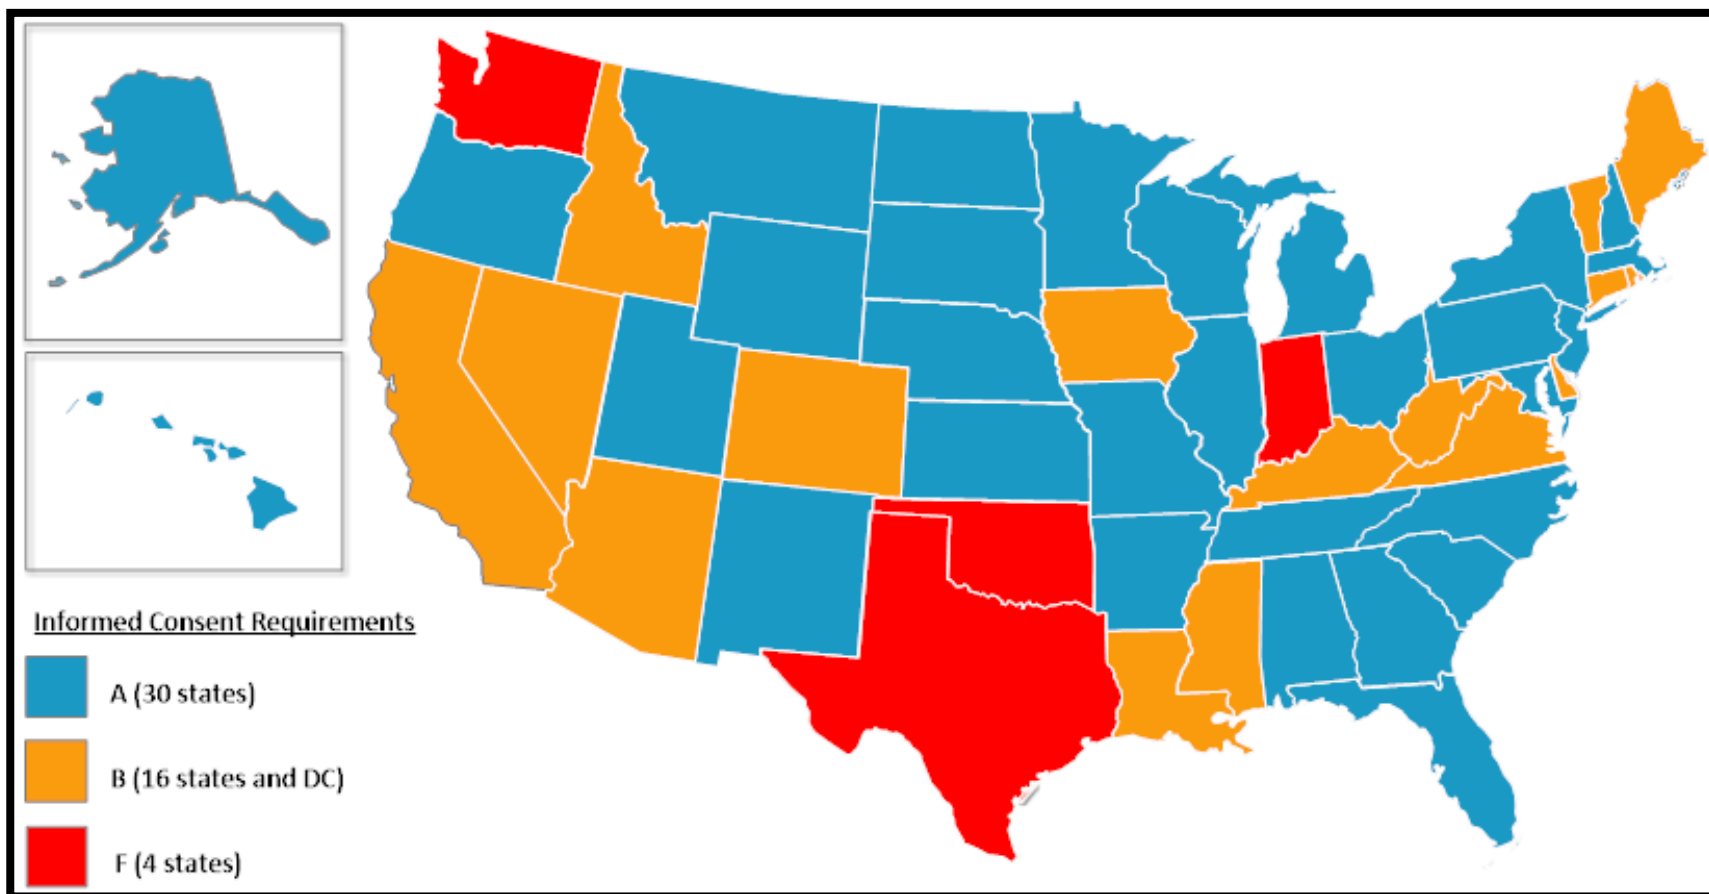 Informed Consent Requirements
A (30 states)
B (16 states and DC)
F (4 states)